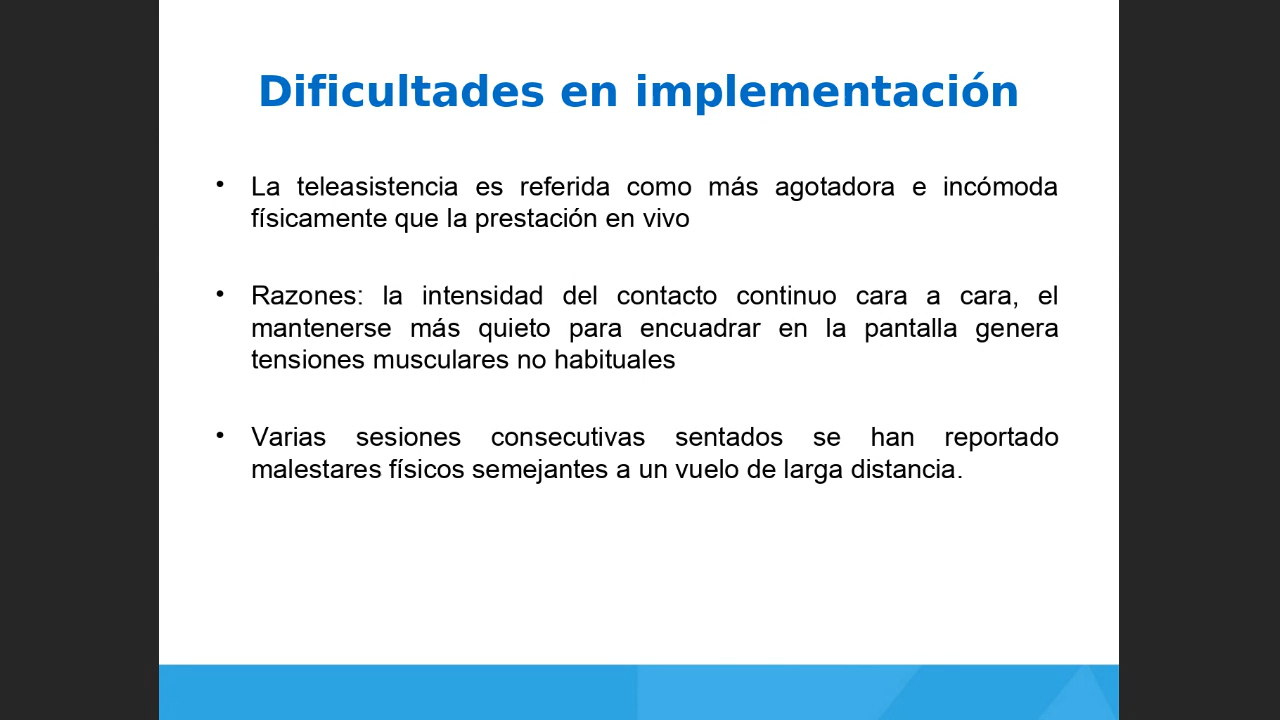 Dificultades en implementación
• La teleasistencia es referida como más agotadora e incómoda
físicamente que la prestación en vivo
• Razones: la intensidad del contacto continuo cara a cara, el
mantenerse más quieto para encuadrar en la pantalla genera
tensiones musculares no habituales
• Varias sesiones consecutivas sentados se han reportado
malestares físicos semejantes a un vuelo de larga distancia.